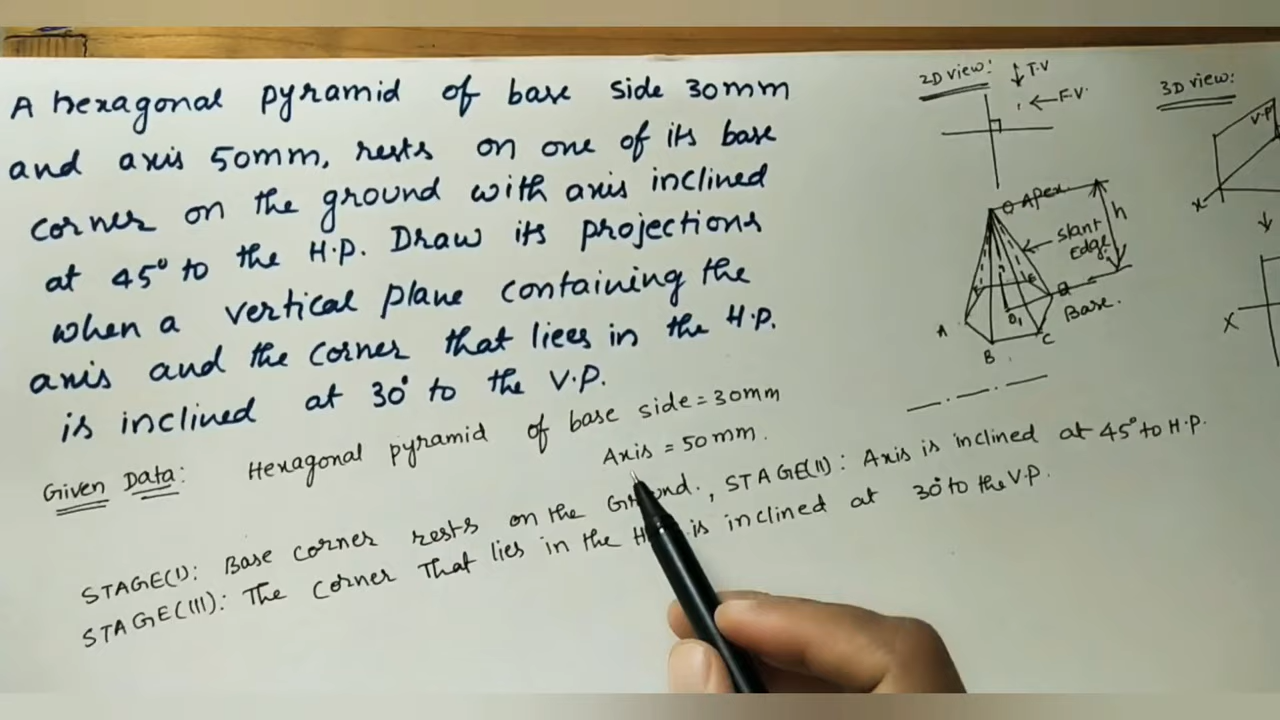 A hexagonal pyramid of base side 30mm
and axis 50mm, rests on one of its base
corner on the ground with axis inclined
at 45° to the H.P. Draw its projections
when a vertical plane containing the
axis and the corner that liees in the H.P.
is inclined at 30° to the V.P.
Given Data: Hexagonal pyramid of base side = 30mm
Axis = 50mm.
STAGE(I): Base corner rests on the Ground., STAGE(II): Axis is inclined at 45° to H.P.
STAGE(III): The corner that lies in the is inclined at 30° to the V.P.
2D view:
T.V
F.V.
O Apex
h
slant
Edge
A
B
C
O1
Base.
3D view:
V.P
X
X